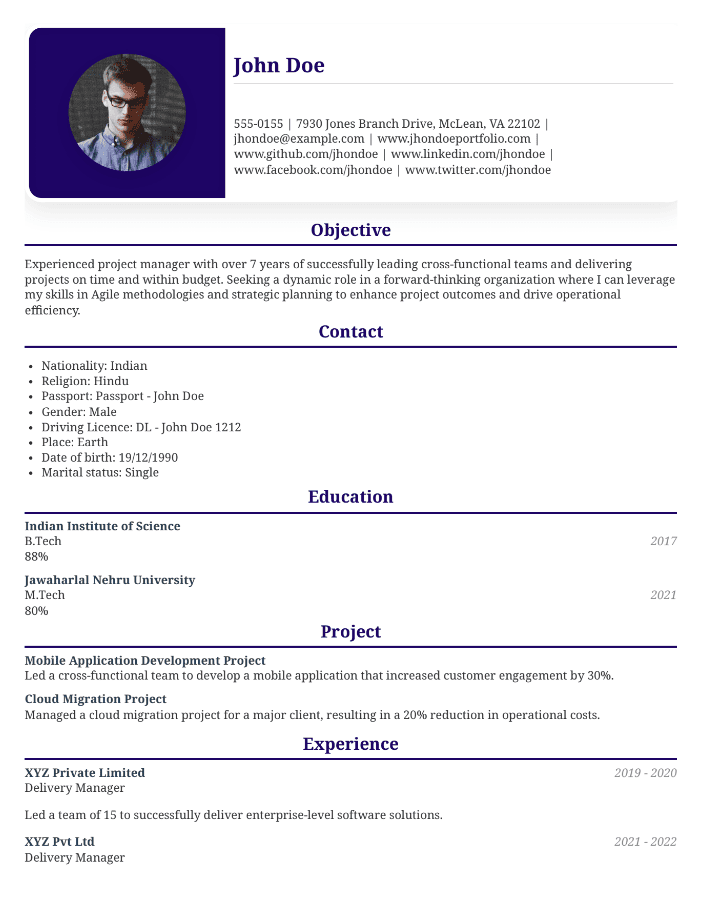 John Doe
555-0155 | 7930 Jones Branch Drive, McLean, VA 22102 |
jhondoe@example.com | www.jhondoeportfolio.com |
www.github.com/jhondoe | www.linkedin.com/jhondoe |
www.facebook.com/jhondoe | www.twitter.com/jhondoe
Objective
Experienced project manager with over 7 years of successfully leading cross-functional teams and delivering
projects on time and within budget. Seeking a dynamic role in a forward-thinking organization where I can leverage
my skills in Agile methodologies and strategic planning to enhance project outcomes and drive operational
efficiency.
Contact
• Nationality: Indian
• Religion: Hindu
• Passport: Passport - John Doe
• Gender: Male
• Driving Licence: DL - John Doe 1212
• Place: Earth
• Date of birth: 19/12/1990
• Marital status: Single
Education
Indian Institute of Science
B.Tech 2017
88%
Jawaharlal Nehru University
M.Tech 2021
80%
Project
Mobile Application Development Project
Led a cross-functional team to develop a mobile application that increased customer engagement by 30%.
Cloud Migration Project
Managed a cloud migration project for a major client, resulting in a 20% reduction in operational costs.
Experience
XYZ Private Limited 2019 - 2020
Delivery Manager
Led a team of 15 to successfully deliver enterprise-level software solutions.
XYZ Pvt Ltd 2021 - 2022
Delivery Manager